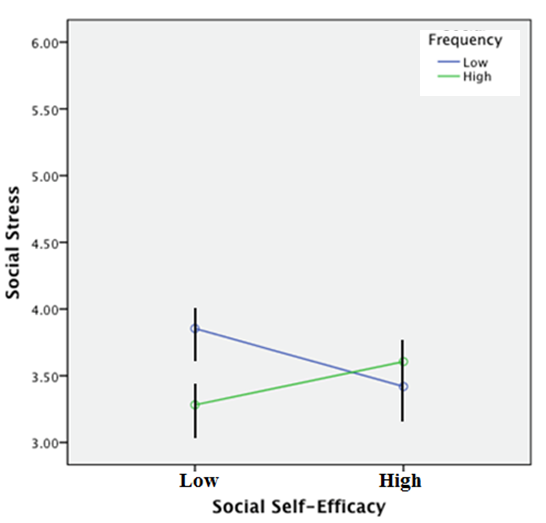 Frequency
Low
High
6.00
5.50
5.00
4.50
4.00
3.50
3.00
Social Stress
Low
High
Social Self-Efficacy